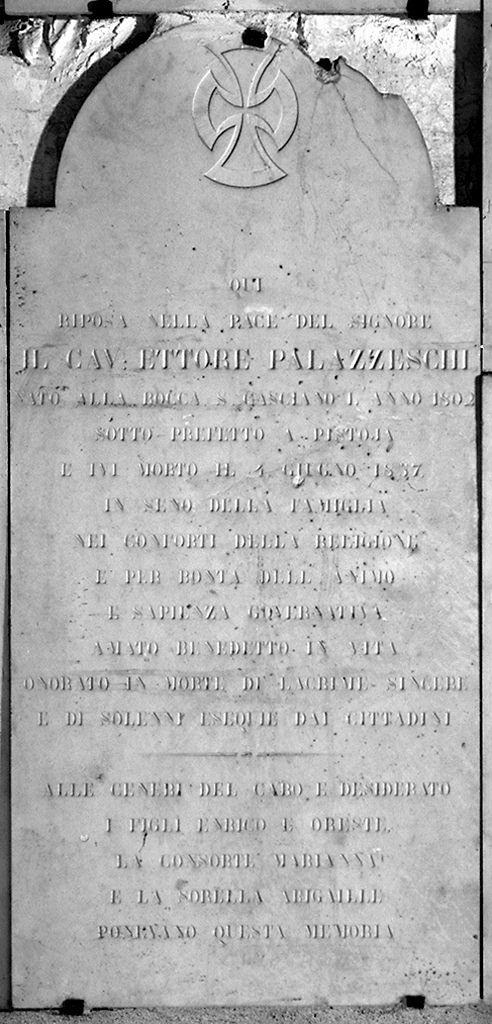 QUI
RIPOSA NELLA PACE DEL SIGNORE
IL CAV: ETTORE PALAZZESCHI
NATO ALLA ROCCA S. CASCIANO L ANNO 1802
SOTTO PREFETTO A PISTOJA
E IVI MORTO IL 4 GIUGNO
IN SENO DELLA FAMIGLIA
NEI CONFORTI DELLA RELIGIONE
E PER BONTA DELL ANIMO
E SAPIENZA GOVERNATIVA
AMATO BENEDETTO IN VITA
ONORATO IN MORTE DI LACRIME SINCERE
E DI SOLENNI ESEQUIE DAI CITTADINI
ALLE CENERI DEL CARO E DESIDERATO
I FIGLI ENRICO E ORESTE,
LA CONSORTE MARIANNA
E LA SORELLA ABIGAILLE
PONEVANO QUESTA MEMORIA